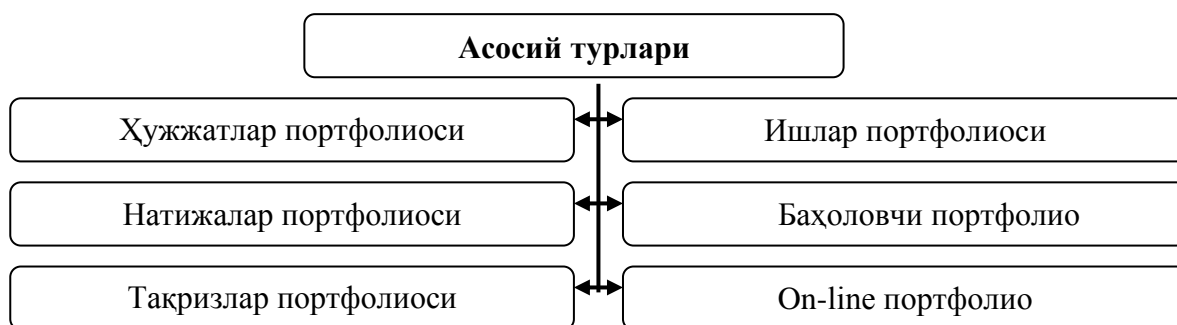 Асосий турлари
Ҳужжатлар портфолиоси
Ишлар портфолиоси
Натижалар портфолиоси
Баҳоловчи портфолио
Тақризлар портфолиоси
On-line портфолио